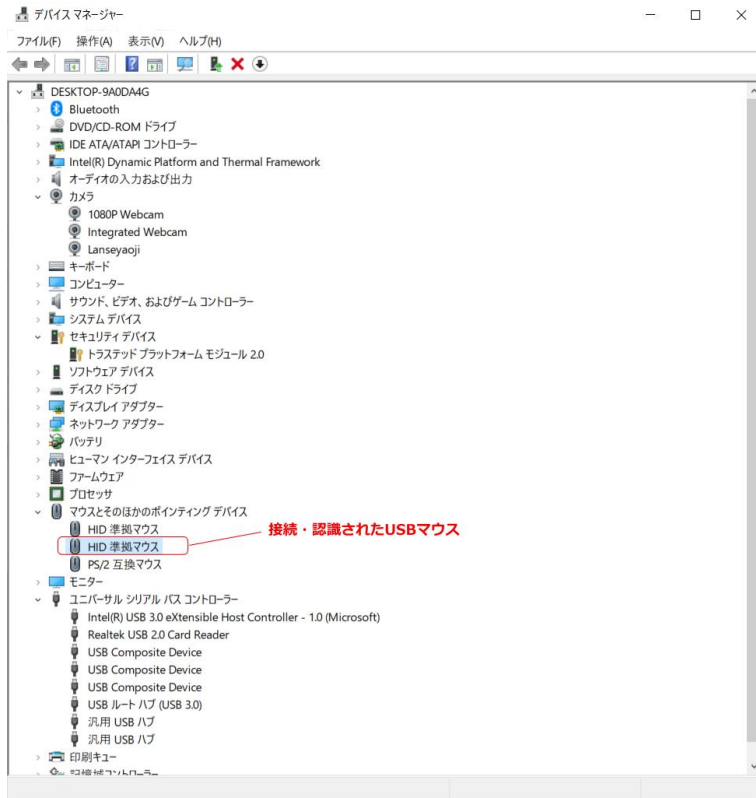 デバイス マネージャー
ファイル(F) 操作(A) 表示(V) ヘルプ(H)
DESKTOP-9A0DA4G
Bluetooth
DVD/CD-ROM ドライブ
IDE ATA/ATAPI コントローラー
Intel(R) Dynamic Platform and Thermal Framework
オーディオの入力および出力
カメラ
1080P Webcam
Integrated Webcam
Lanseyaoji
キーボード
コンピューター
サウンド、ビデオ、およびゲーム コントローラー
システム デバイス
セキュリティ デバイス
トラステッド プラットフォーム モジュール 2.0
ソフトウェア デバイス
ディスク ドライブ
ディスプレイ アダプター
ネットワーク アダプター
バッテリ
ヒューマン インターフェイス デバイス
ファームウェア
プロセッサ
マウスとそのほかのポインティング デバイス
HID 準拠マウス 接続・認識されたUSBマウス
HID 準拠マウス
PS/2 互換マウス
モニター
ユニバーサル シリアル バス コントローラー
Intel(R) USB 3.0 eXtensible Host Controller - 1.0 (Microsoft)
Realtek USB 2.0 Card Reader
USB Composite Device
USB Composite Device
USB Composite Device
USB ルート ハブ (USB 3.0)
汎用 USB ハブ
汎用 USB ハブ
印刷キュー
記憶域コントローラー